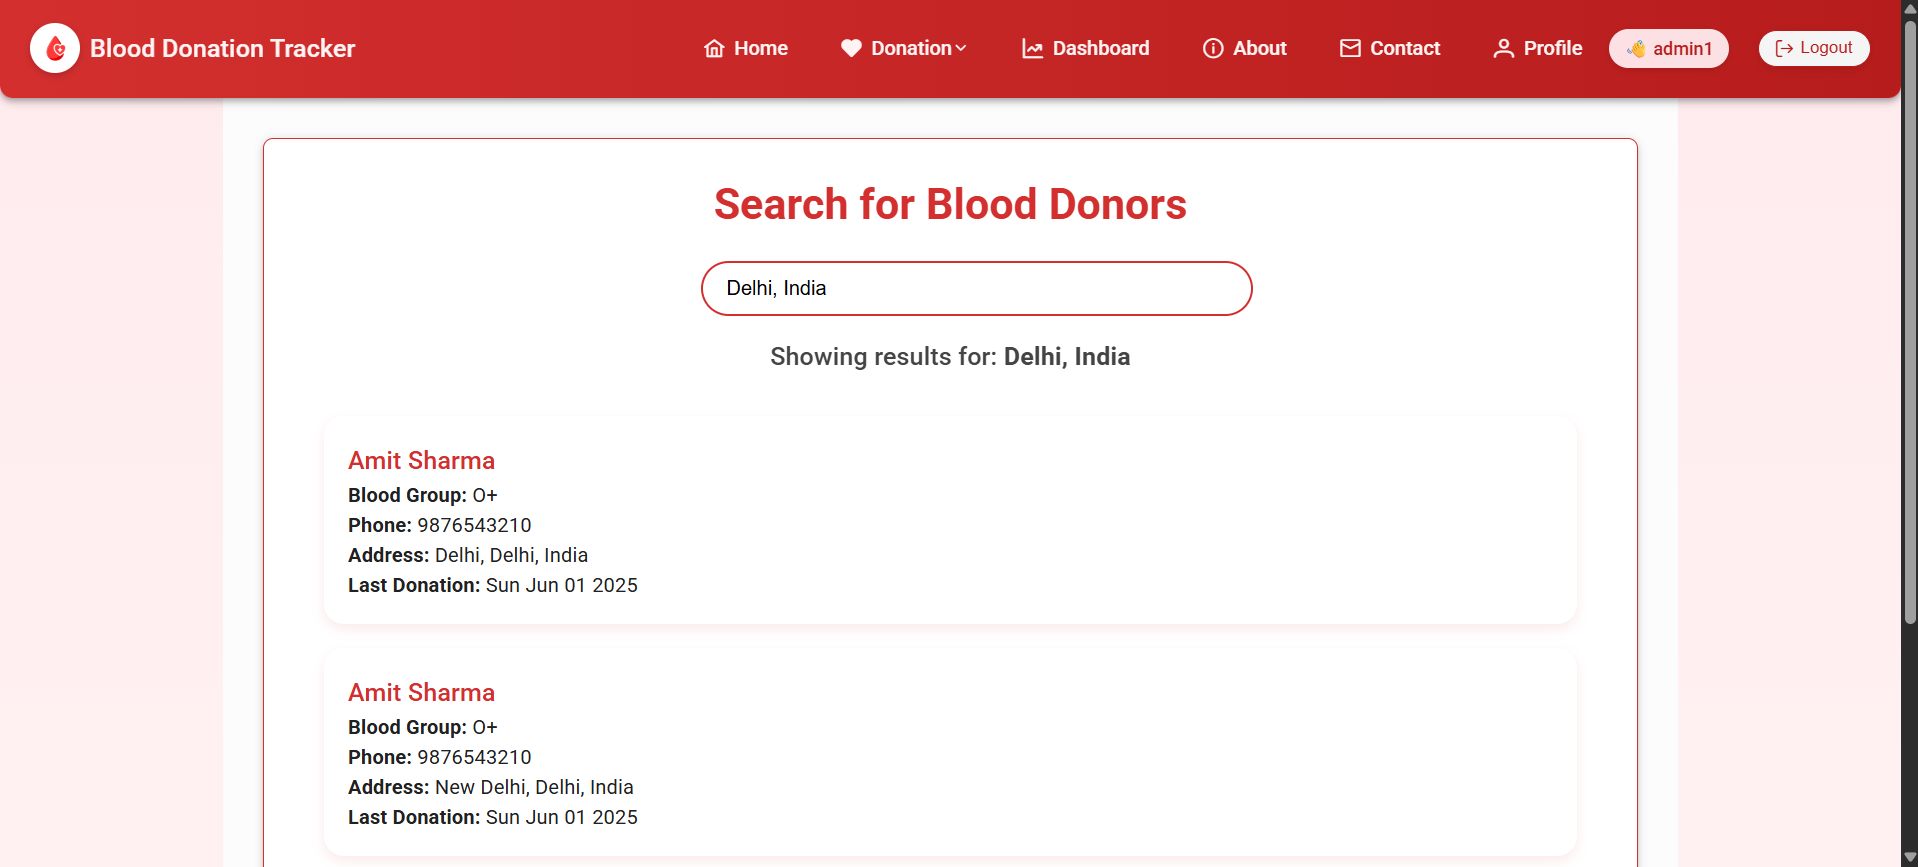 Blood Donation Tracker
Home
Donation
Dashboard
About
Contact
Profile
👋 admin1
Logout
Search for Blood Donors
Delhi, India
Showing results for: Delhi, India
Amit Sharma
Blood Group: O+
Phone: 9876543210
Address: Delhi, Delhi, India
Last Donation: Sun Jun 01 2025
Amit Sharma
Blood Group: O+
Phone: 9876543210
Address: New Delhi, Delhi, India
Last Donation: Sun Jun 01 2025